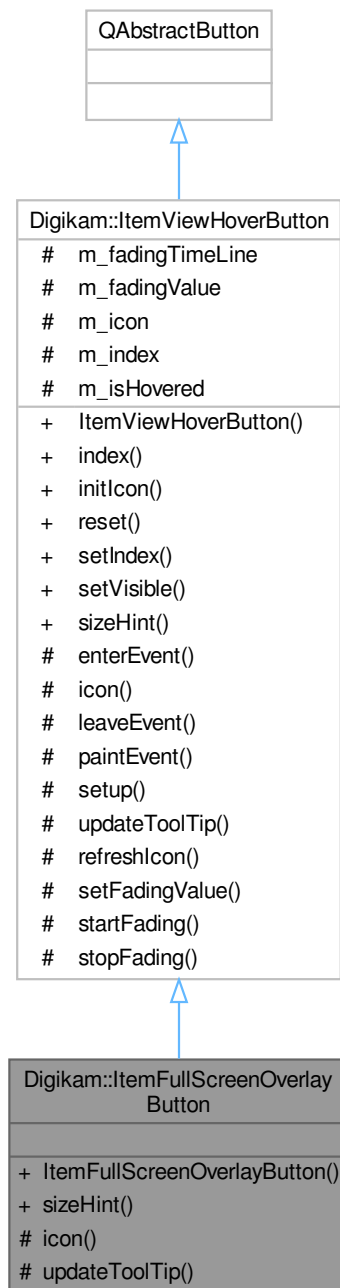 QAbstractButton
Digikam::ItemViewHoverButton
# m_fadingTimeLine
# m_fadingValue
# m_icon
# m_index
# m_isHovered
+ ItemViewHoverButton()
+ index()
+ initIcon()
+ reset()
+ setIndex()
+ setVisible()
+ sizeHint()
# enterEvent()
# icon()
# leaveEvent()
# paintEvent()
# setup()
# updateToolTip()
# refreshIcon()
# setFadingValue()
# startFading()
# stopFading()
Digikam::ItemFullScreenOverlay
Button
+ ItemFullScreenOverlayButton()
+ sizeHint()
# icon()
# updateToolTip()